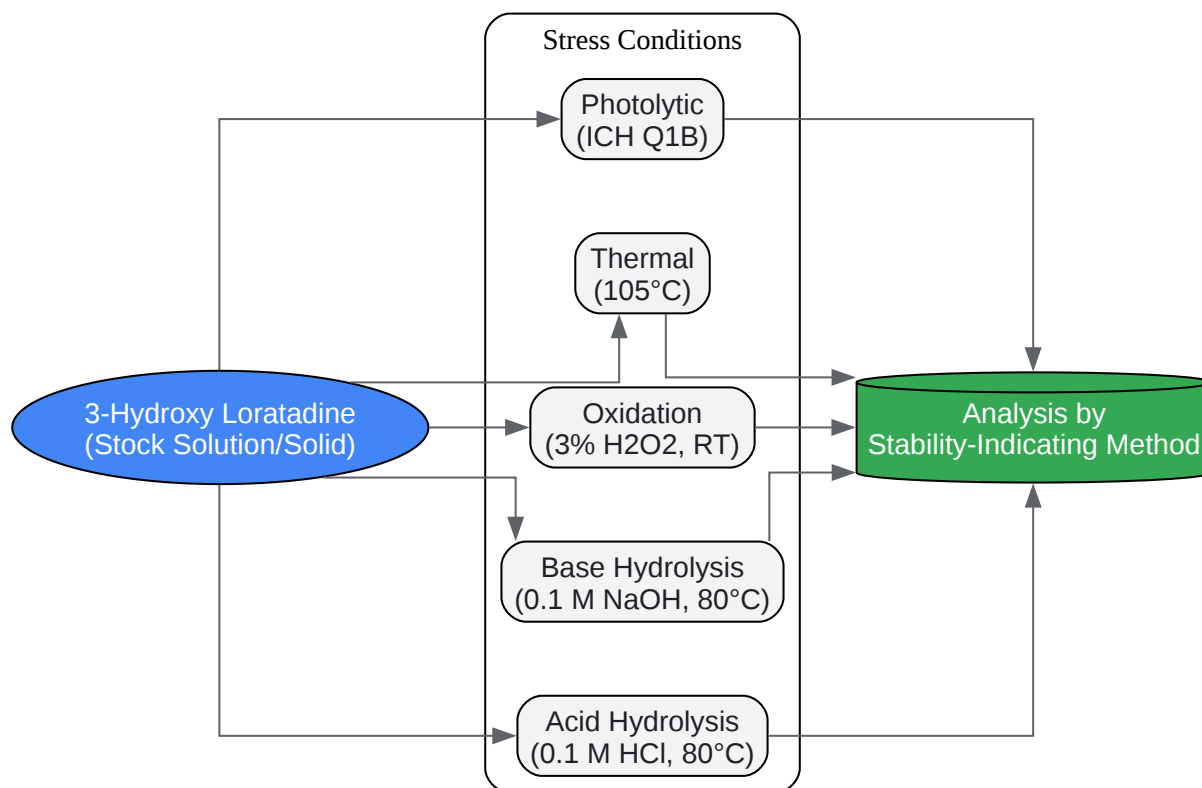 Stress Conditions
Photolytic
(ICH Q1B)
Thermal
(105°C)
3-Hydroxy Loratadine
(Stock Solution/Solid)
Oxidation
(3% H2O2, RT)
Analysis by
Stability-Indicating Method
Base Hydrolysis
(0.1 M NaOH, 80°C)
Acid Hydrolysis
(0.1 M HCl, 80°C)